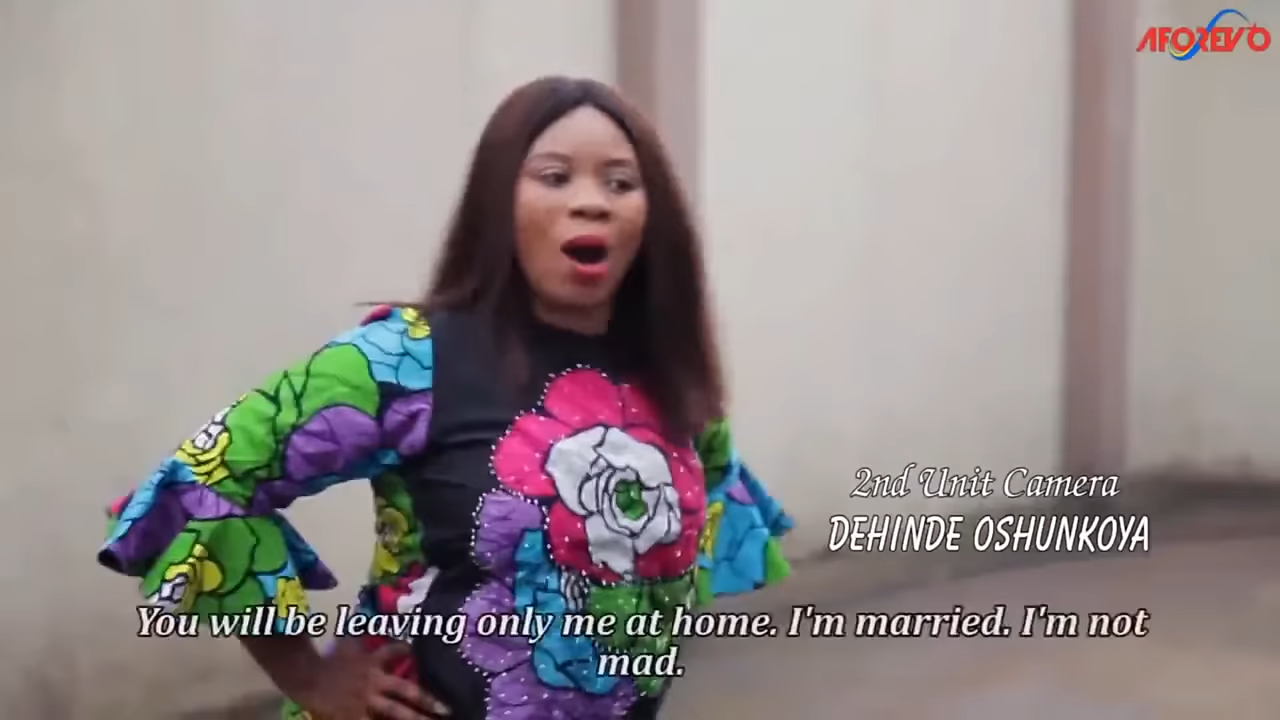 AFOREVO
2nd Unit Camera
DEHINDE OSHUNKOYA
You will be leaving only me at home. I'm married. I'm not
mad.